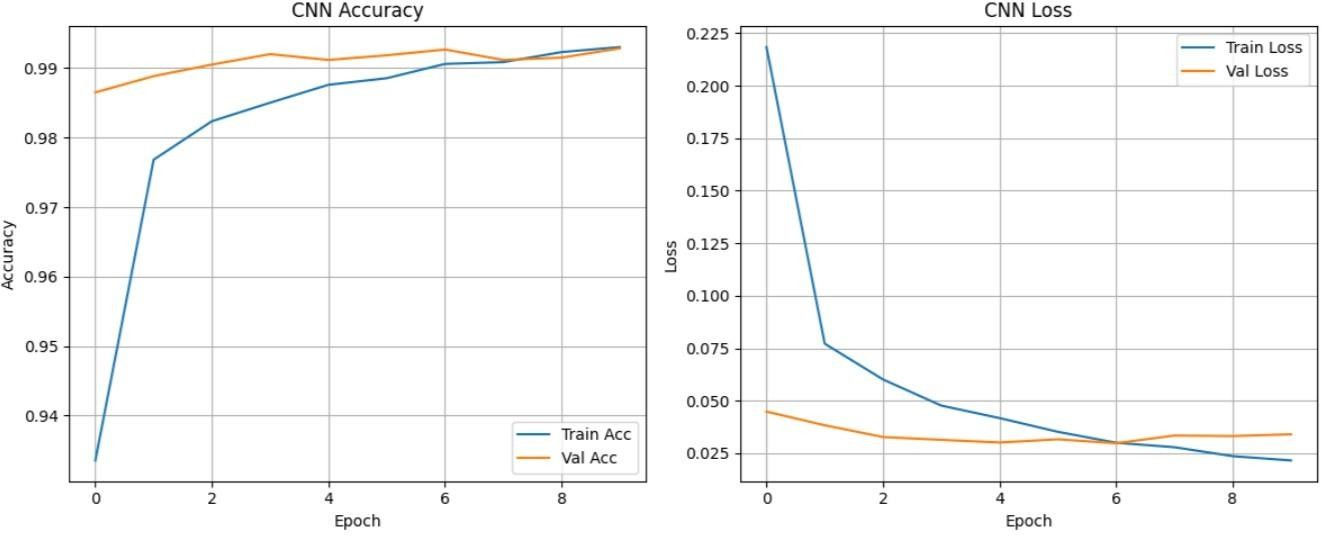 CNN Accuracy
0.99
0.98
0.97
0.96
0.95
0.94
Accuracy
Train Acc
Val Acc
0 2 4 6 8
Epoch
CNN Loss
0.225
0.200
0.175
0.150
0.125
0.100
0.075
0.050
0.025
Loss
Train Loss
Val Loss
0 2 4 6 8
Epoch